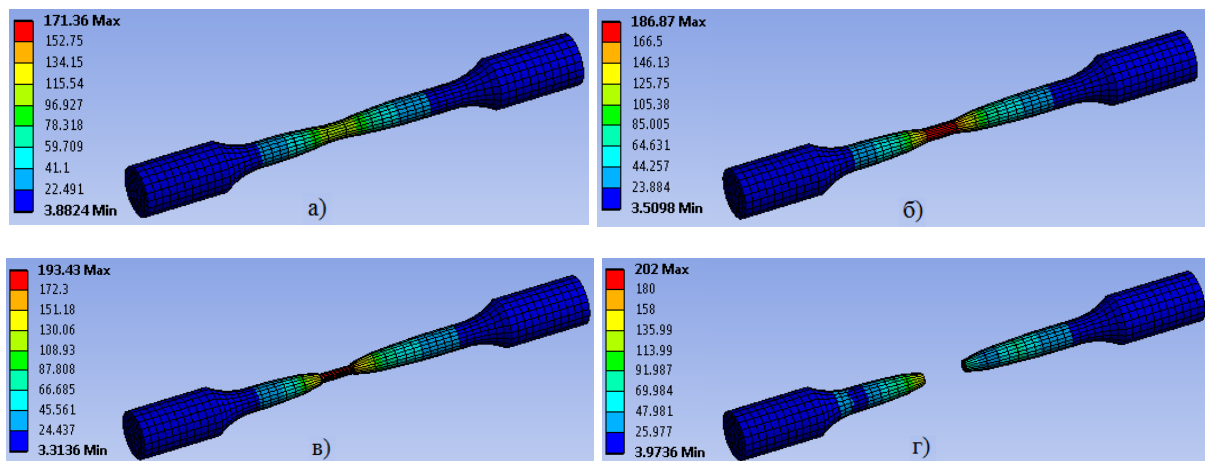 171.36 Max
152.75
134.15
115.54
96.927
78.318
59.709
41.1
22.491
3.8824 Min
а)
186.87 Max
166.5
146.13
125.75
105.38
85.005
64.631
44.257
23.884
3.5098 Min
б)
193.43 Max
172.3
151.18
130.06
108.93
87.808
66.685
45.561
24.437
3.3136 Min
в)
202 Max
180
158
135.99
113.99
91.987
69.984
47.981
25.977
3.9736 Min
г)